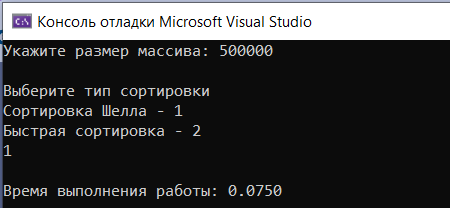 Консоль отладки Microsoft Visual Studio
Укажите размер массива: 500000
Выберите тип сортировки
Сортировка Шелла - 1
Быстрая сортировка - 2
1
Время выполнения работы: 0.0750